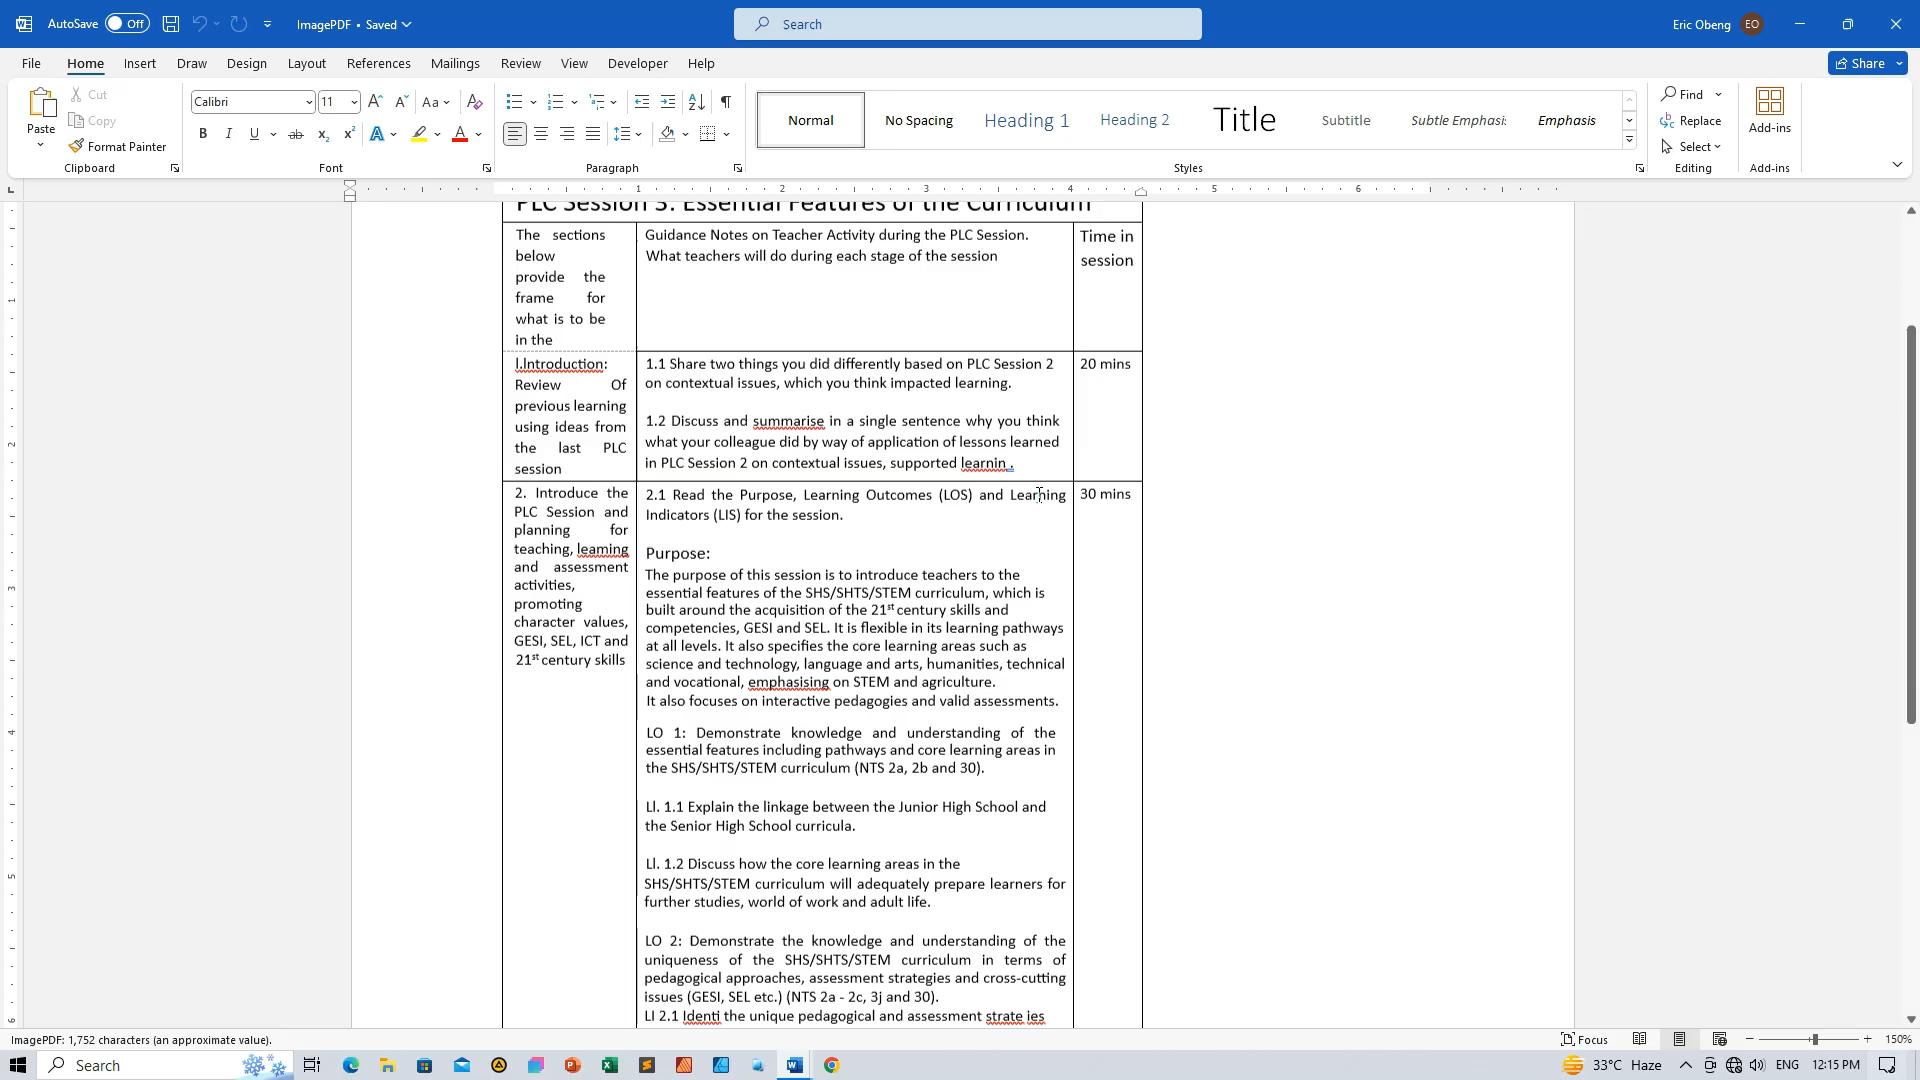 AutoSave Off ImagePDF • Saved Search Eric Obeng EO
File Home Insert Draw Design Layout References Mailings Review View Developer Help Share
Paste Cut Copy Format Painter Clipboard
Calibri 11 Aa B I U ab x₂ x² A A Font
Paragraph
Normal No Spacing Heading 1 Heading 2 Title Subtitle Subtle Emphasis Emphasis Styles
Find Replace Select Editing
Add-ins Add-ins
1 2 3 4 5 6
PLC Session 3: Essential Features of the Curriculum
The sections
below
provide the
frame for
what is to be
in the
Guidance Notes on Teacher Activity during the PLC Session.
What teachers will do during each stage of the session
Time in
session
l.Introduction:
Review Of
previous learning
using ideas from
the last PLC
session
1.1 Share two things you did differently based on PLC Session 2
on contextual issues, which you think impacted learning.
1.2 Discuss and summarise in a single sentence why you think
what your colleague did by way of application of lessons learned
in PLC Session 2 on contextual issues, supported learnin .
20 mins
2. Introduce the
PLC Session and
planning for
teaching, leaming
and assessment
activities,
promoting
character values,
GESI, SEL, ICT and
21st century skills
2.1 Read the Purpose, Learning Outcomes (LOS) and Learning
Indicators (LIS) for the session.
Purpose:
The purpose of this session is to introduce teachers to the
essential features of the SHS/SHTS/STEM curriculum, which is
built around the acquisition of the 21st century skills and
competencies, GESI and SEL. It is flexible in its learning pathways
at all levels. It also specifies the core learning areas such as
science and technology, language and arts, humanities, technical
and vocational, emphasising on STEM and agriculture.
It also focuses on interactive pedagogies and valid assessments.
LO 1: Demonstrate knowledge and understanding of the
essential features including pathways and core learning areas in
the SHS/SHTS/STEM curriculum (NTS 2a, 2b and 30).
Ll. 1.1 Explain the linkage between the Junior High School and
the Senior High School curricula.
Ll. 1.2 Discuss how the core learning areas in the
SHS/SHTS/STEM curriculum will adequately prepare learners for
further studies, world of work and adult life.
LO 2: Demonstrate the knowledge and understanding of the
uniqueness of the SHS/SHTS/STEM curriculum in terms of
pedagogical approaches, assessment strategies and cross-cutting
issues (GESI, SEL etc.) (NTS 2a - 2c, 3j and 30).
LI 2.1 Identi the unique pedagogical and assessment strate ies
30 mins
ImagePDF: 1,752 characters (an approximate value). Focus 150%
Search 33°C Haze ENG 12:15 PM